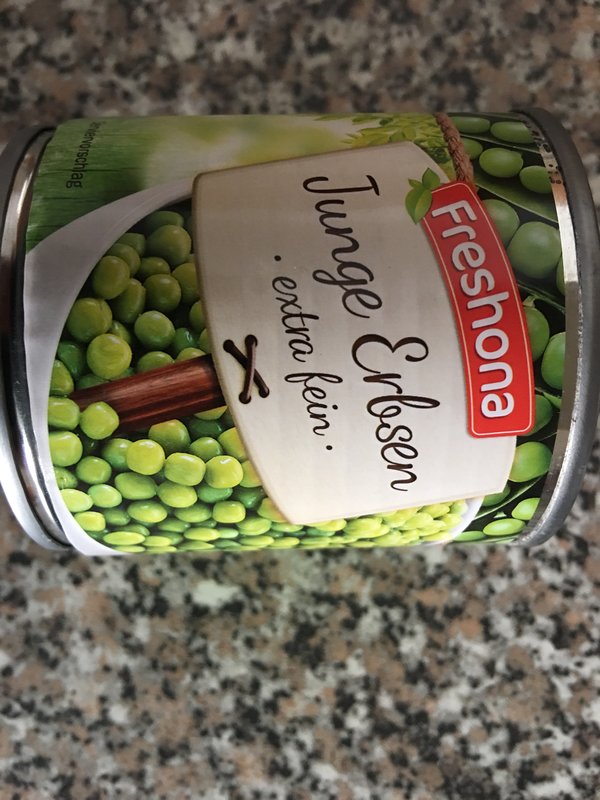 Freshona
Junge Erbsen
· extra fein ·